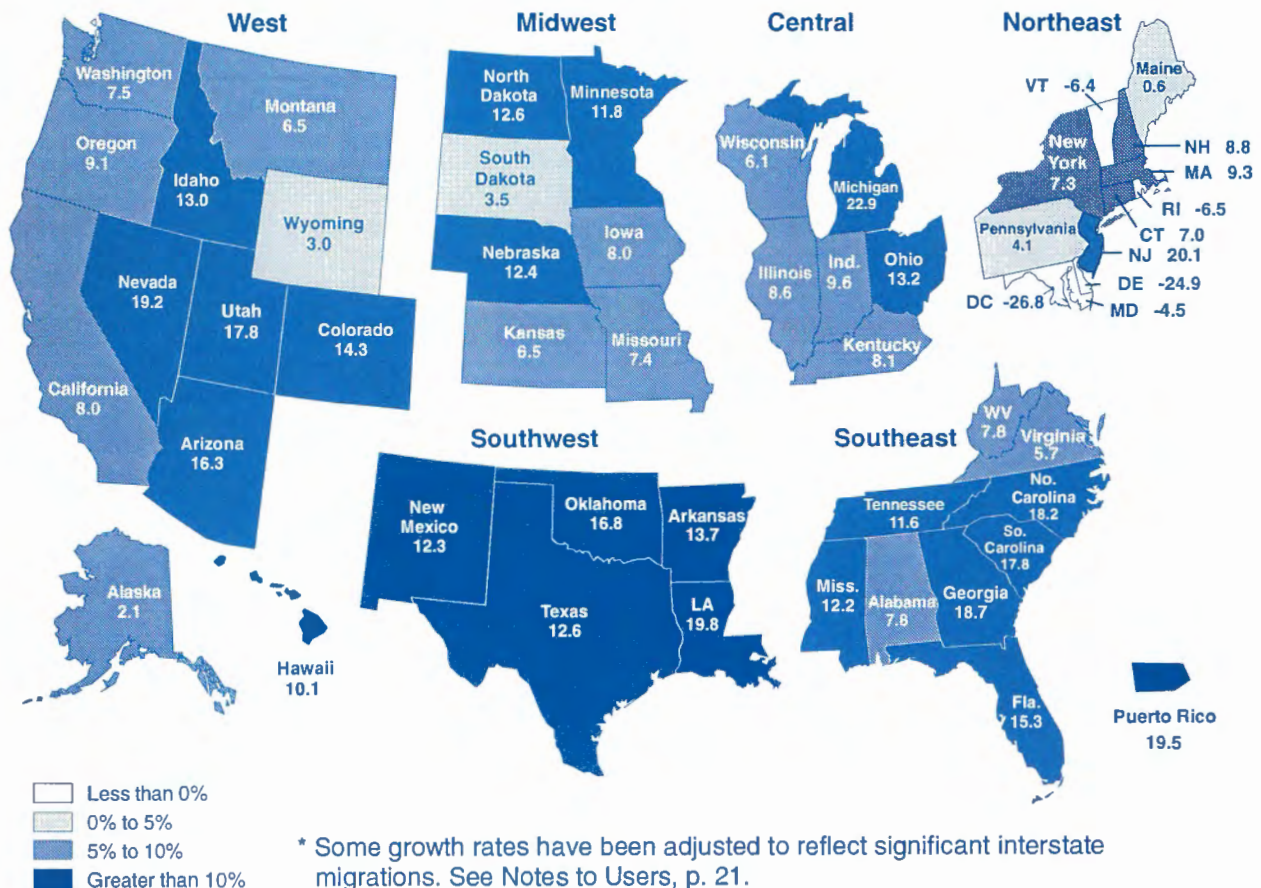 West
Washington
7.5
Montana
6.5
Oregon
9.1
Idaho
13.0
Wyoming
3.0
Nevada
19.2
Utah
17.8
Colorado
14.3
California
8.0
Arizona
16.3
Alaska
2.1
Hawaii
10.1
Midwest
North
Dakota
12.6
Minnesota
11.8
South
Dakota
3.5
Nebraska
12.4
Iowa
8.0
Kansas
6.5
Missouri
7.4
Central
Wisconsin
6.1
Michigan
22.9
Illinois
8.6
Ind.
9.6
Ohio
13.2
Kentucky
8.1
Northeast
Maine
0.6
VT -6.4
New
York
7.3
NH 8.8
MA 9.3
RI -6.5
CT 7.0
NJ 20.1
Pennsylvania
4.1
DE -24.9
DC -26.8
MD -4.5
Southwest
New
Mexico
12.3
Oklahoma
16.8
Arkansas
13.7
Texas
12.6
LA
19.8
Southeast
WV
7.8
Virginia
5.7
Tennessee
11.6
No.
Carolina
18.2
So.
Carolina
17.8
Miss.
12.2
Alabama
7.8
Georgia
18.7
Fla.
15.3
Puerto Rico
19.5
Less than 0%
0% to 5%
5% to 10%
Greater than 10%
* Some growth rates have been adjusted to reflect significant interstate
migrations. See Notes to Users, p. 21.